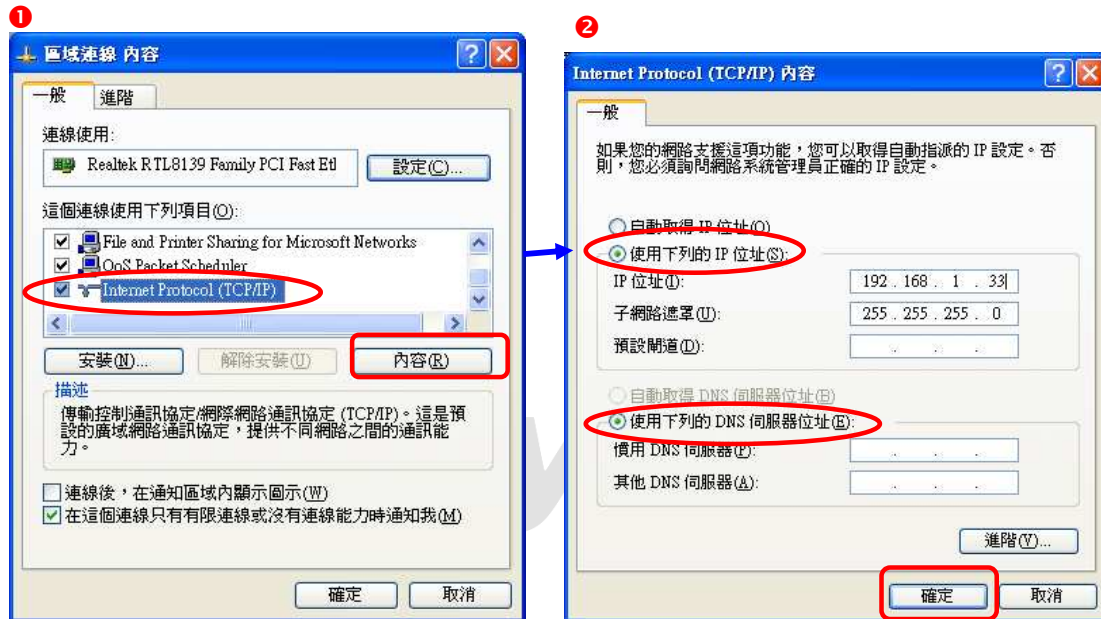 ❶
區域連線 內容
一般 進階
連線使用:
Realtek RTL8139 Family PCI Fast Etl 設定(C)...
這個連線使用下列項目(O):
File and Printer Sharing for Microsoft Networks
QoS Packet Scheduler
Internet Protocol (TCP/IP)
安裝(N)... 解除安裝(U) 內容(R)
描述
傳輸控制通訊協定/網際網路通訊協定 (TCP/IP)。這是預
設的廣域網路通訊協定,提供不同網路之間的通訊能
力。
連線後,在通知區域內顯示圖示(W)
在這個連線只有有限連線或沒有連線能力時通知我(M)
確定 取消
❷
Internet Protocol (TCP/IP) 內容
一般
如果您的網路支援這項功能,您可以取得自動指派的 IP 設定。否
則,您必須詢問網路系統管理員正確的 IP 設定。
自動取得 IP 位址(O)
使用下列的 IP 位址(S):
IP 位址(I): 192 . 168 . 1 . 33
子網路遮罩(U): 255 . 255 . 255 . 0
預設閘道(D): . . .
自動取得 DNS 伺服器位址(B)
使用下列的 DNS 伺服器位址(E):
慣用 DNS 伺服器(P): . . .
其他 DNS 伺服器(A): . . .
進階(V)...
確定 取消